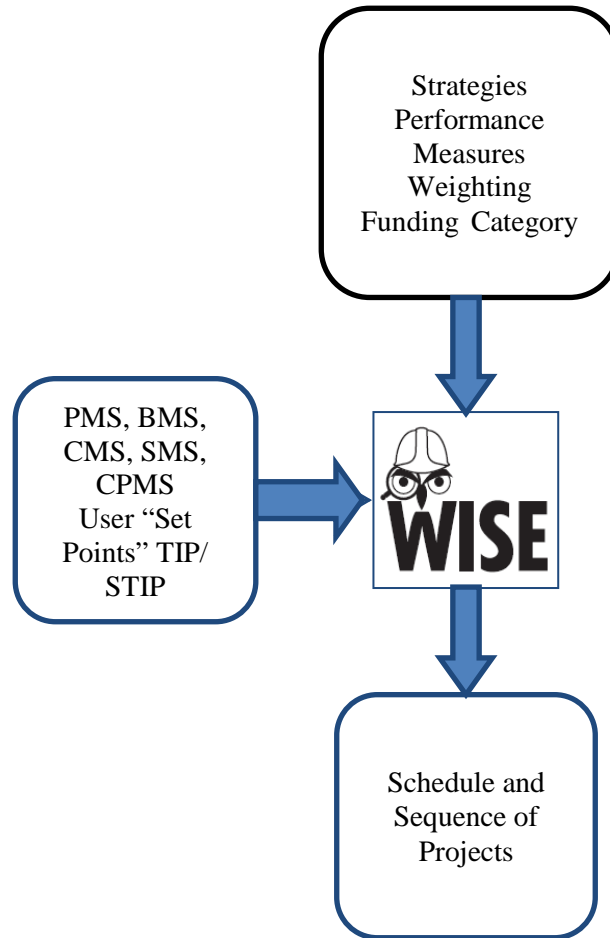 Strategies
Performance
Measures
Weighting
Funding Category
PMS, BMS,
CMS, SMS,
CPMS
User “Set
Points” TIP/
STIP
WISE
Schedule and
Sequence of
Projects